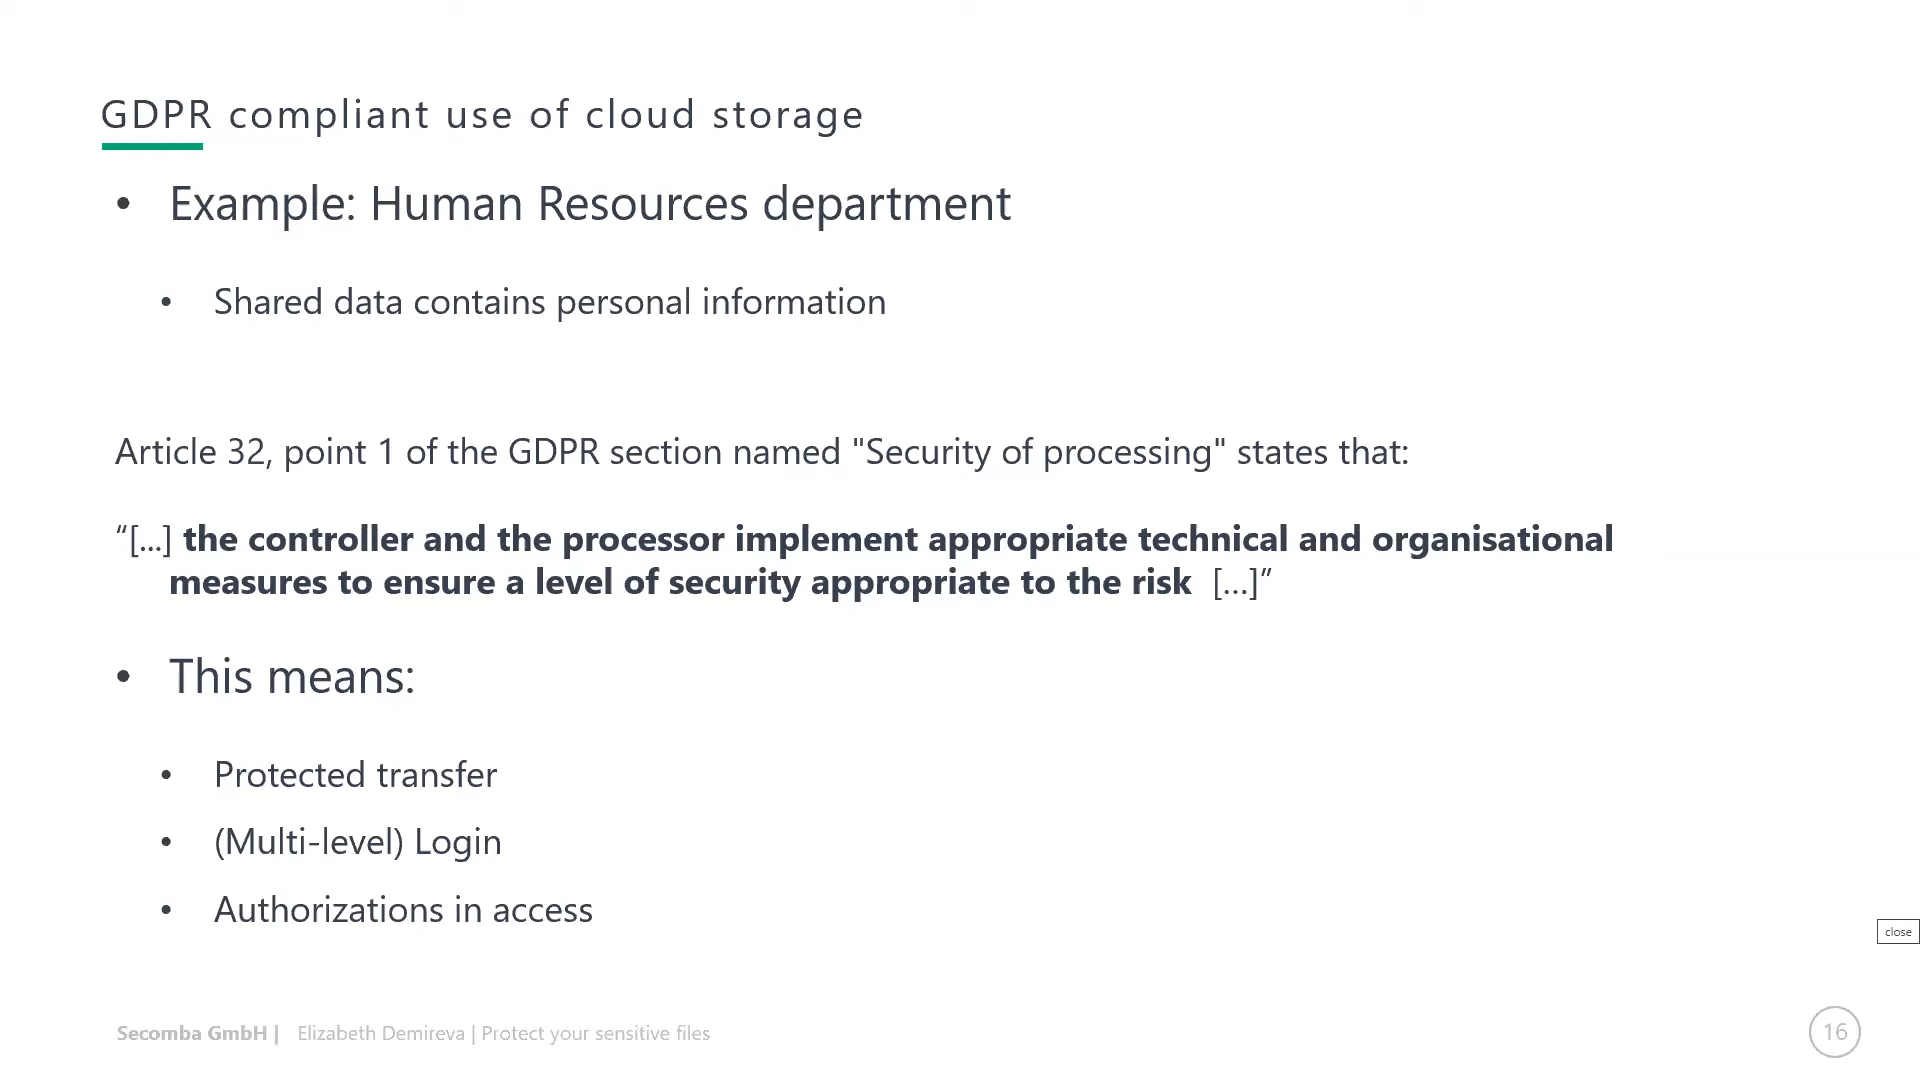 GDPR compliant use of cloud storage
• Example: Human Resources department
• Shared data contains personal information
Article 32, point 1 of the GDPR section named "Security of processing" states that:
“[...] the controller and the processor implement appropriate technical and organisational
measures to ensure a level of security appropriate to the risk […]”
• This means:
• Protected transfer
• (Multi-level) Login
• Authorizations in access
close
Secomba GmbH | Elizabeth Demireva | Protect your sensitive files
16